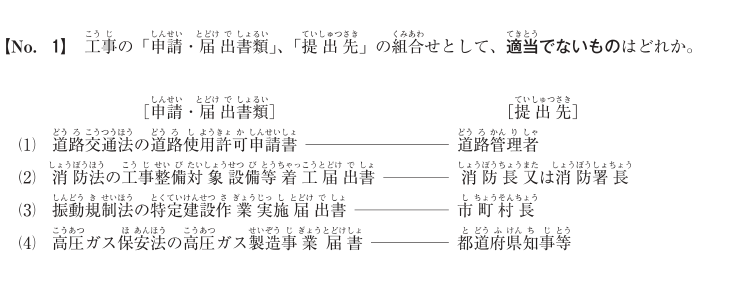 【No. 1】 工事の「申請・届出書類」、「提出先」の組合せとして、適当でないものはどれか。
[申請・届出書類] [提出先]
(1) 道路交通法の道路使用許可申請書 ――――― 道路管理者
(2) 消防法の工事整備対象設備等着工届出書 ――――― 消防長又は消防署長
(3) 振動規制法の特定建設作業実施届出書 ――――― 市町村長
(4) 高圧ガス保安法の高圧ガス製造事業届書 ――――― 都道府県知事等